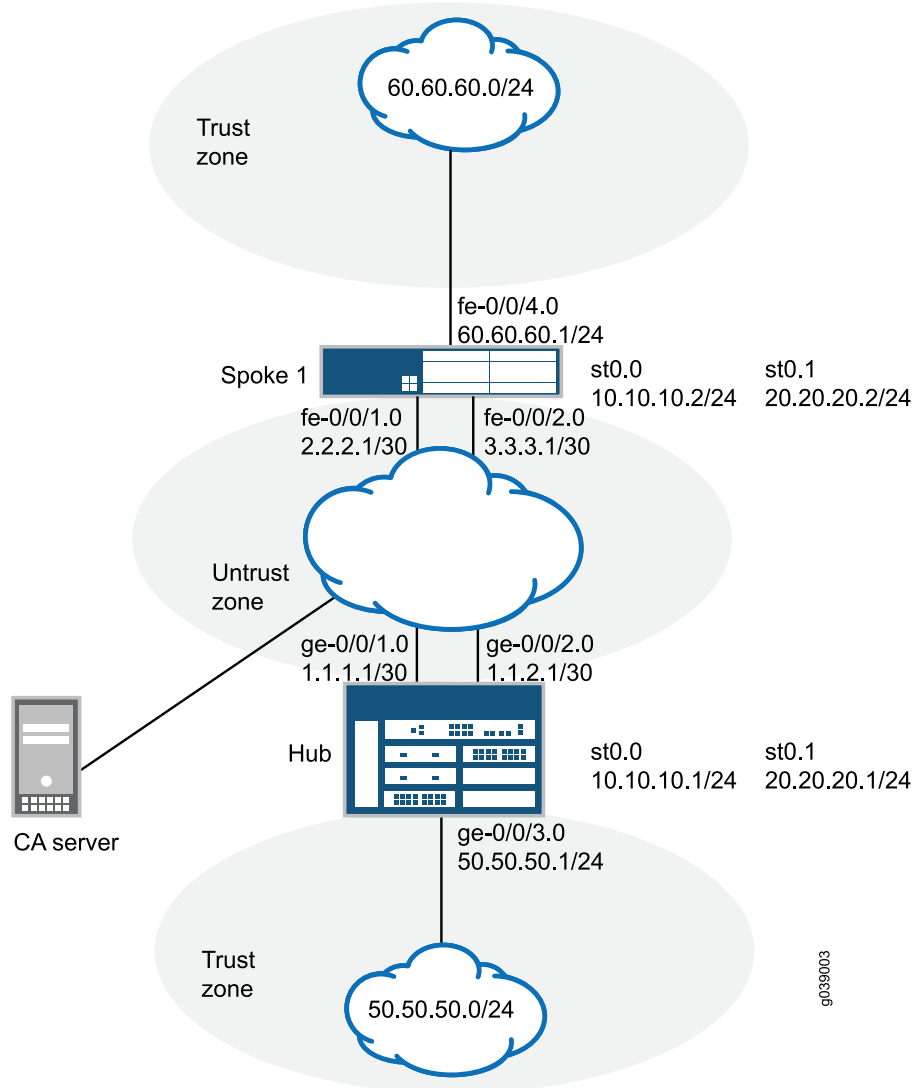 60.60.60.0/24
Trust
zone
fe-0/0/4.0
60.60.60.1/24
Spoke 1
st0.0
10.10.10.2/24
st0.1
20.20.20.2/24
fe-0/0/1.0
2.2.2.1/30
fe-0/0/2.0
3.3.3.1/30
Untrust
zone
ge-0/0/1.0
1.1.1.1/30
ge-0/0/2.0
1.1.2.1/30
Hub
st0.0
10.10.10.1/24
st0.1
20.20.20.1/24
CA server
ge-0/0/3.0
50.50.50.1/24
Trust
zone
50.50.50.0/24
g039003